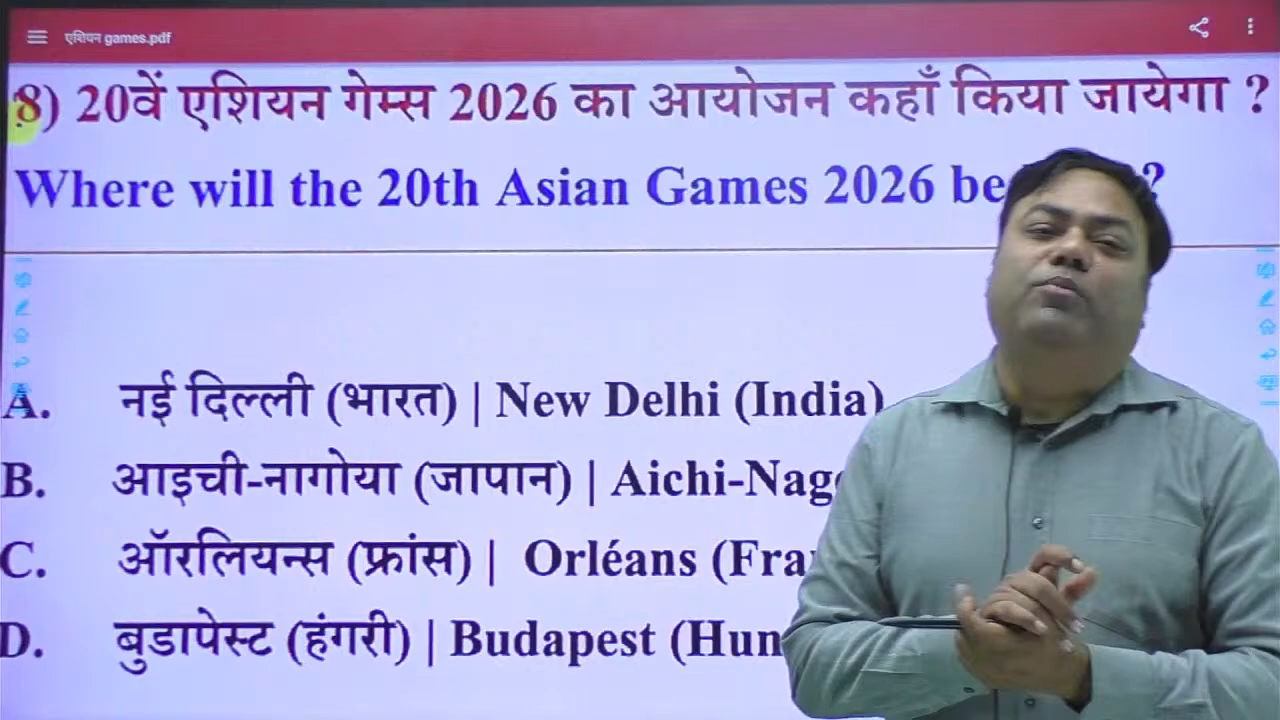 एशियन games.pdf
8) 20वें एशियन गेम्स 2026 का आयोजन कहाँ किया जायेगा ?
Where will the 20th Asian Games 2026 be ?
A. नई दिल्ली (भारत) | New Delhi (India)
B. आइची-नागोया (जापान) | Aichi-Nag
C. ऑरलियन्स (फ्रांस) | Orléans (Fra
D. बुडापेस्ट (हंगरी) | Budapest (Hun